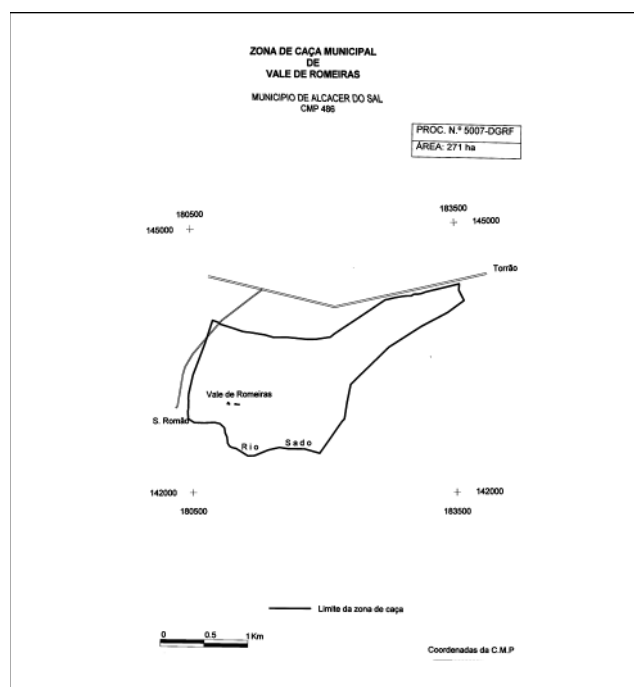 ZONA DE CAÇA MUNICIPAL
DE
VALE DE ROMEIRAS
MUNICIPIO DE ALCACER DO SAL
CMP 486
PROC. N.º 5007-DGRF
ÁREA: 271 ha
180500
183500
145000
145000
Torrão
Vale de Romeiras
S. Romão
Rio Sado
142000
142000
180500
183500
Limite da zona de caça
0 0.5 1 Km
Coordenadas da C.M.P